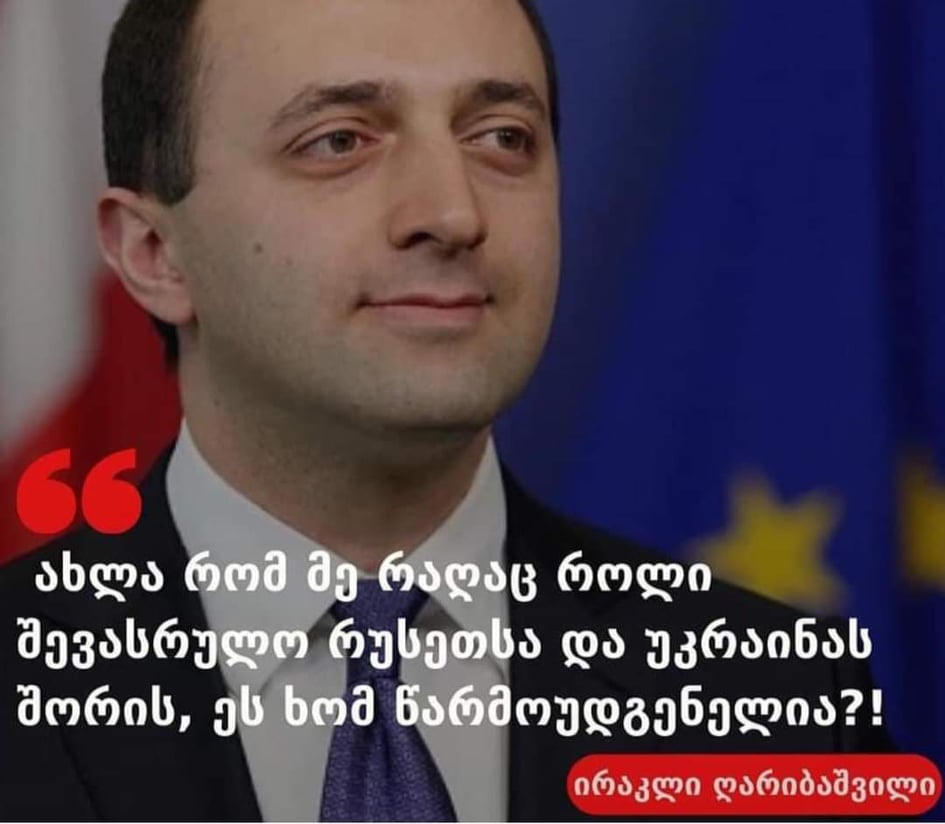 “
ახლა რომ მე რაღაც როლი
შევასრულო რუსეთსა და უკრაინას
შორის, ეს ხომ წარმოუდგენელია?!
ირაკლი ღარიბაშვილი